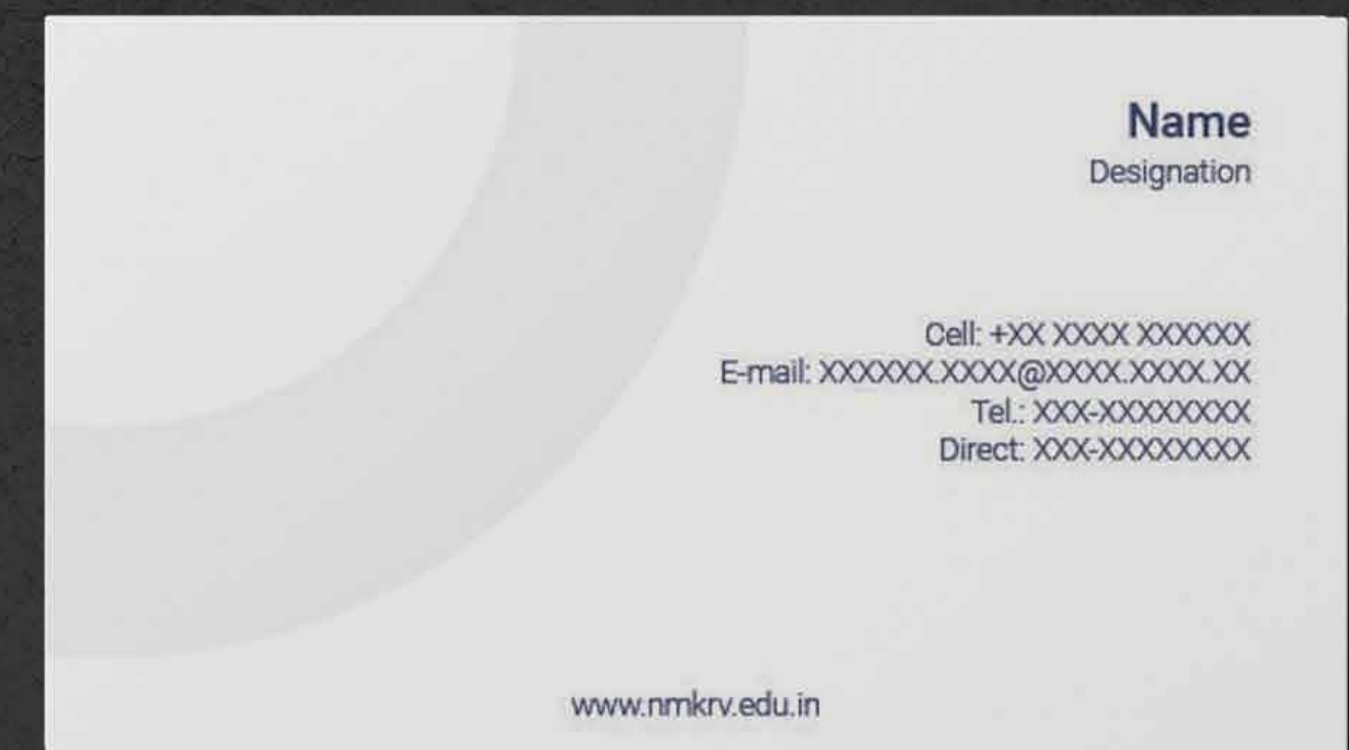 Name
Designation
Cell: +XX XXXX XXXXXX
E-mail: XXXXXX.XXXX@XXXX.XXXX.XX
Tel.: XXX-XXXXXXXX
Direct: XXX-XXXXXXXX
www.nmkrv.edu.in